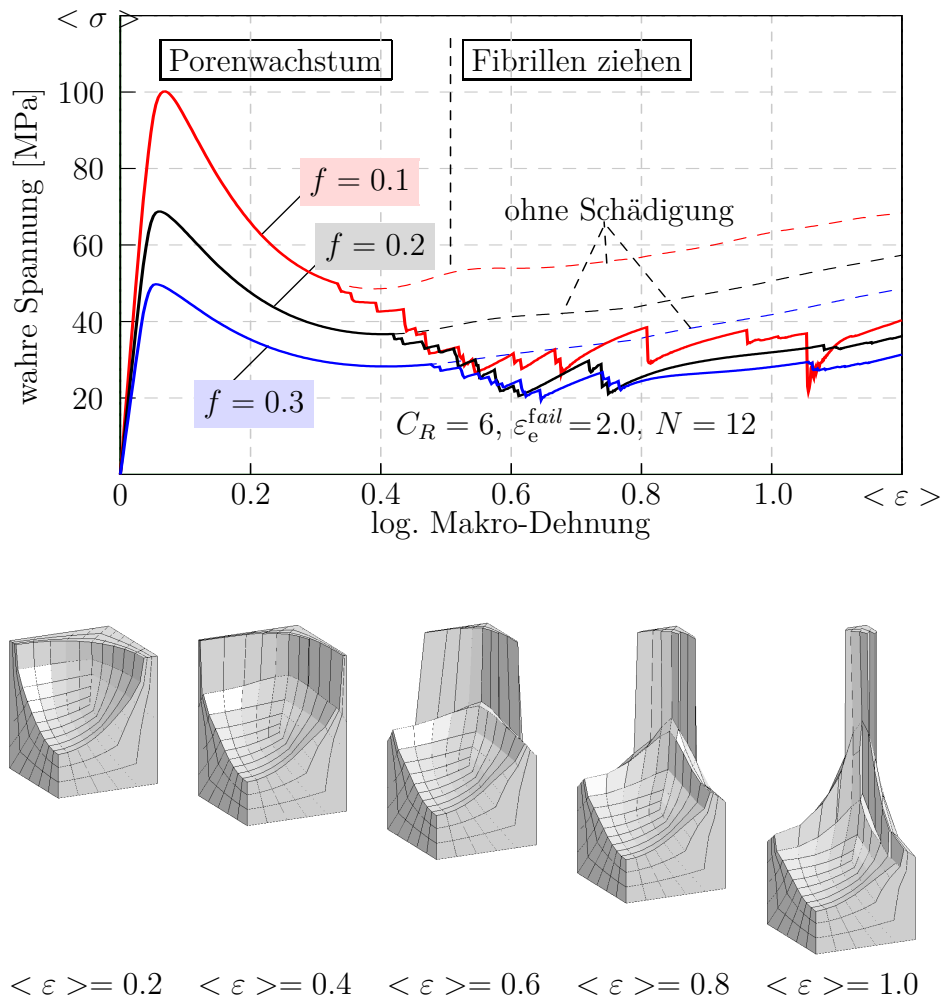 < σ >
Porenwachstum
Fibrillen ziehen
wahre Spannung [MPa]
100
80
60
40
20
f = 0.1
f = 0.2
f = 0.3
ohne Schädigung
C_R = 6, ε_e^fail = 2.0, N = 12
0 0.2 0.4 0.6 0.8 1.0 < ε >
log. Makro-Dehnung
< ε >= 0.2 < ε >= 0.4 < ε >= 0.6 < ε >= 0.8 < ε >= 1.0